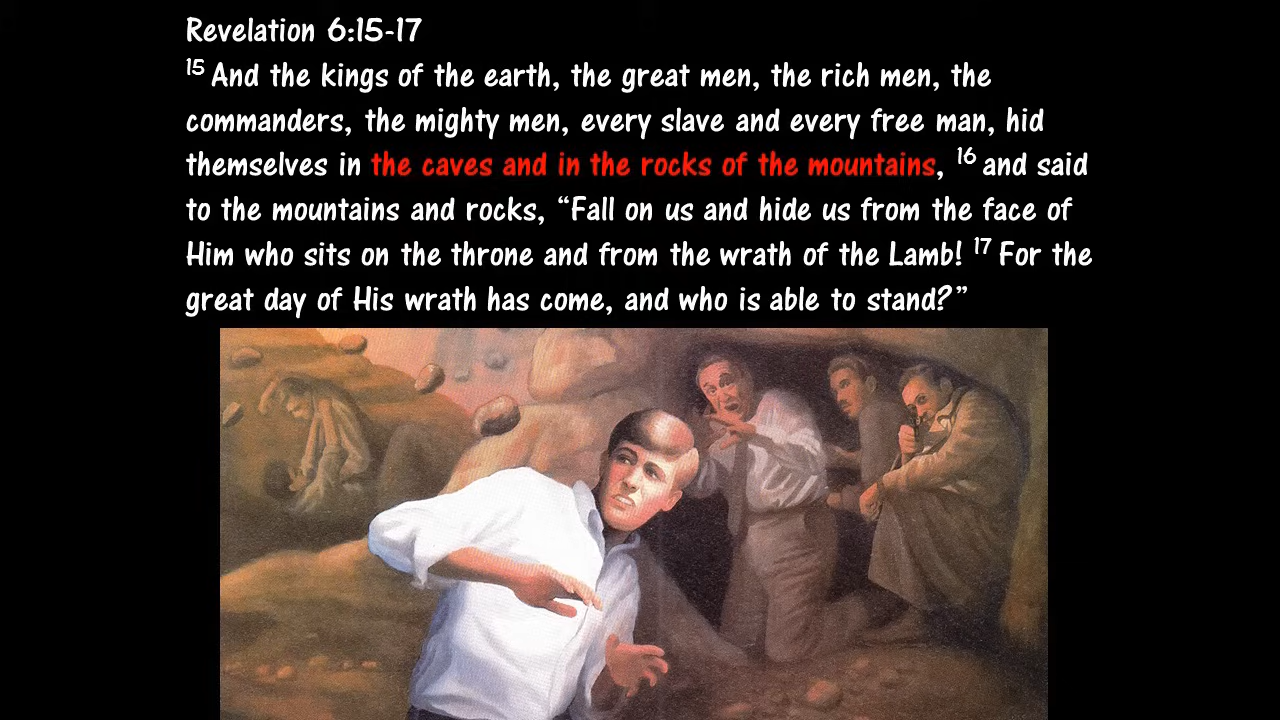 Revelation 6:15-17
15 And the kings of the earth, the great men, the rich men, the
commanders, the mighty men, every slave and every free man, hid
themselves in the caves and in the rocks of the mountains, 16 and said
to the mountains and rocks, “Fall on us and hide us from the face of
Him who sits on the throne and from the wrath of the Lamb! 17 For the
great day of His wrath has come, and who is able to stand?”